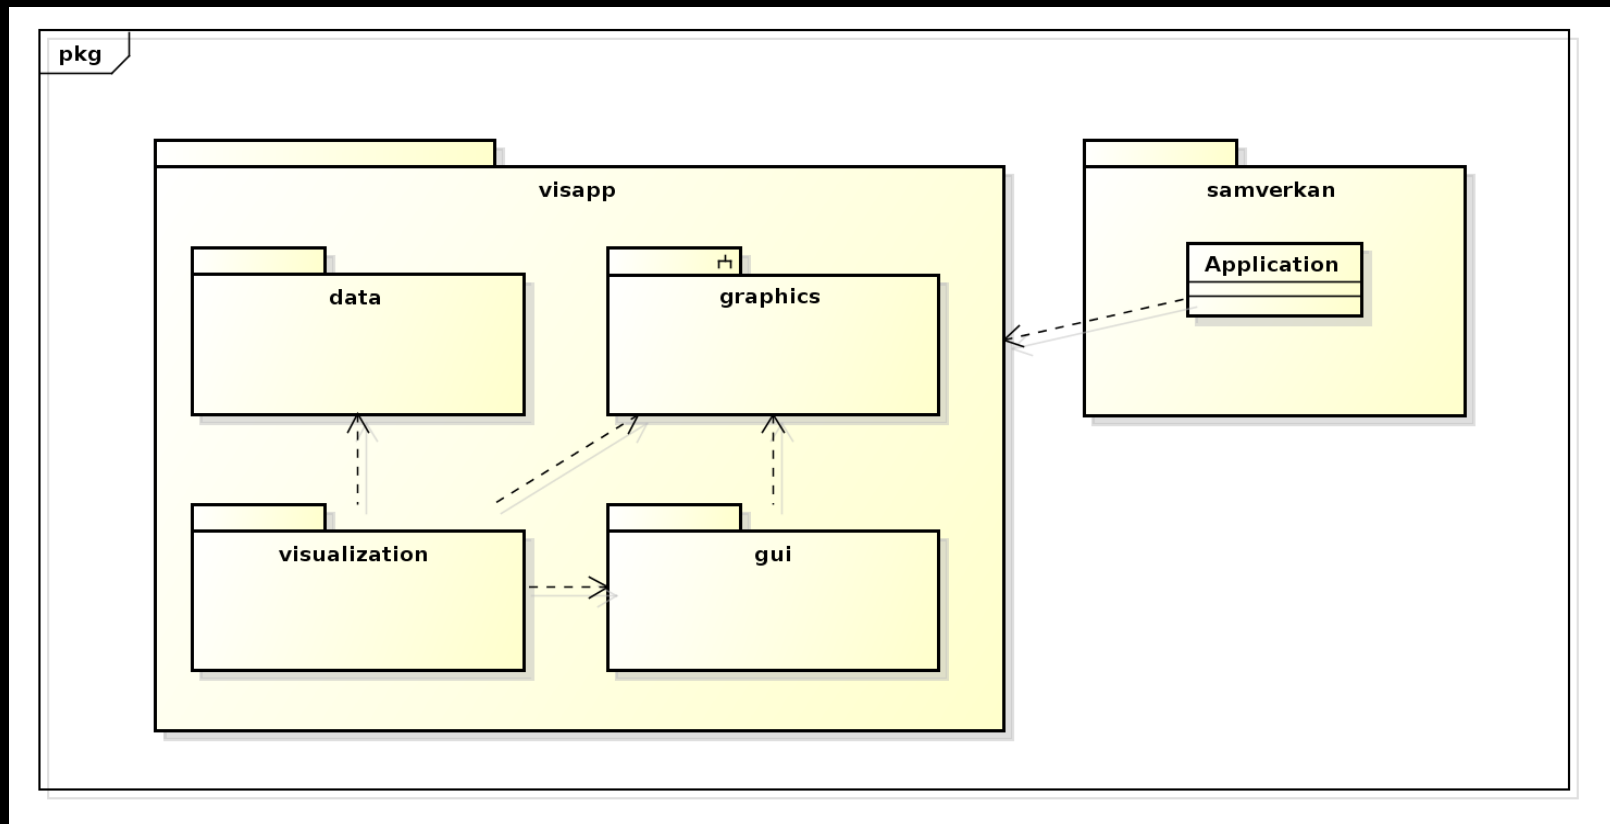 pkg
visapp
samverkan
data
graphics
Application
visualization
gui